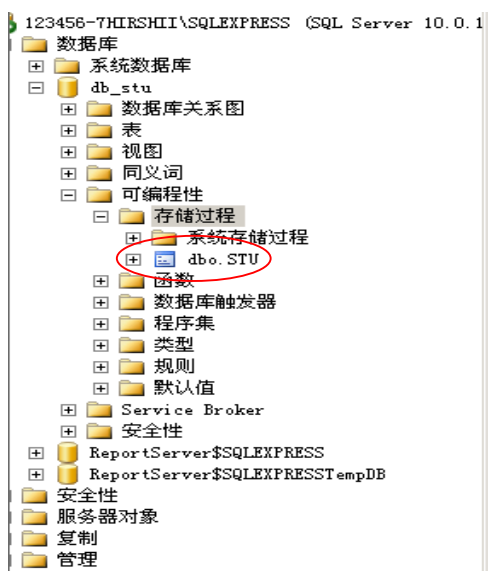 123456-7HIRSHII\SQLEXPRESS (SQL Server 10.0.1
数据库
系统数据库
db_stu
数据库关系图
表
视图
同义词
可编程性
存储过程
系统存储过程
dbo.STU
函数
数据库触发器
程序集
类型
规则
默认值
Service Broker
安全性
ReportServer$SQLEXPRESS
ReportServer$SQLEXPRESSTempDB
安全性
服务器对象
复制
管理